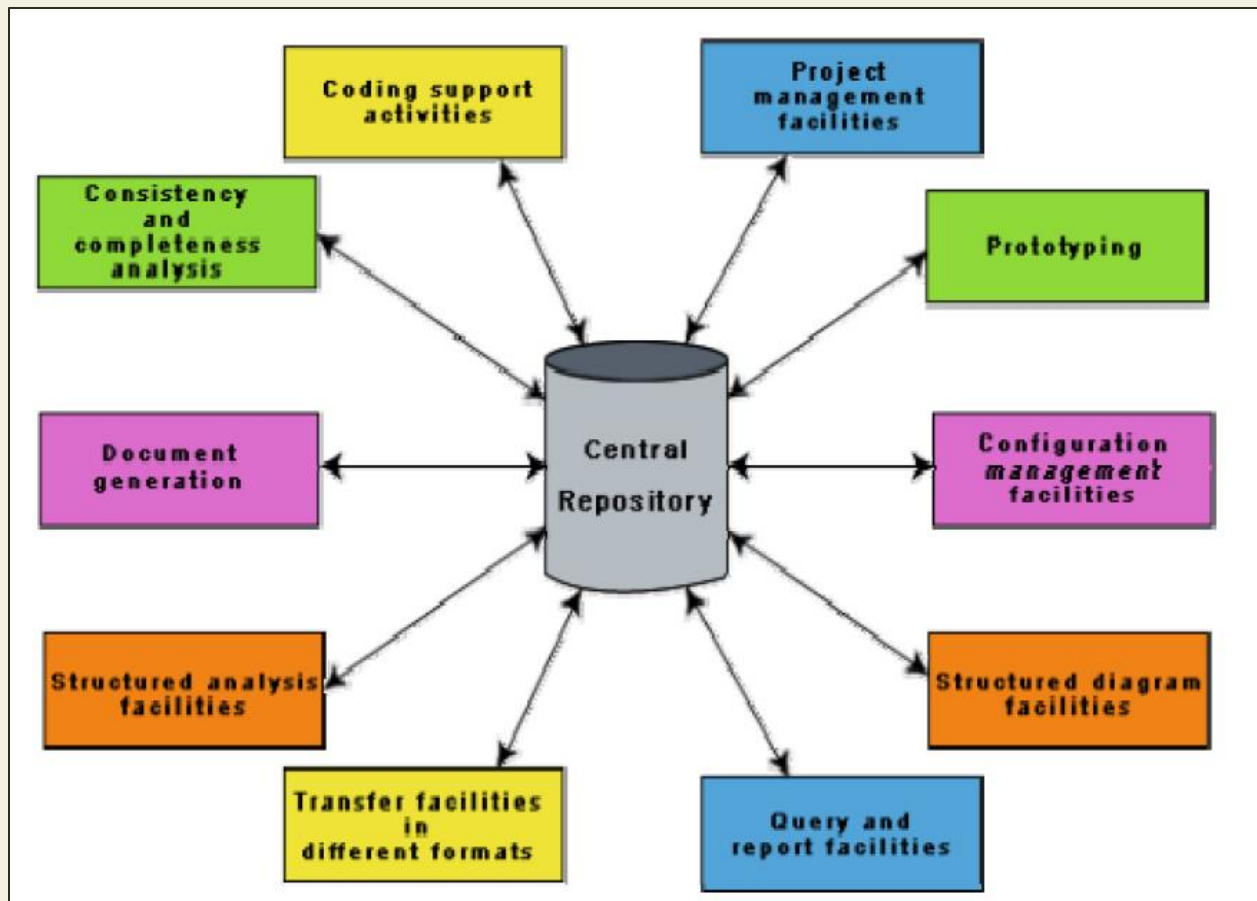 Coding support
activities
Project
management
facilities
Consistency
and
completeness
analysis
Prototyping
Document
generation
Central
Repository
Configuration
management
facilities
Structured analysis
facilities
Structured diagram
facilities
Transfer facilities
in
different formats
Query and
report facilities